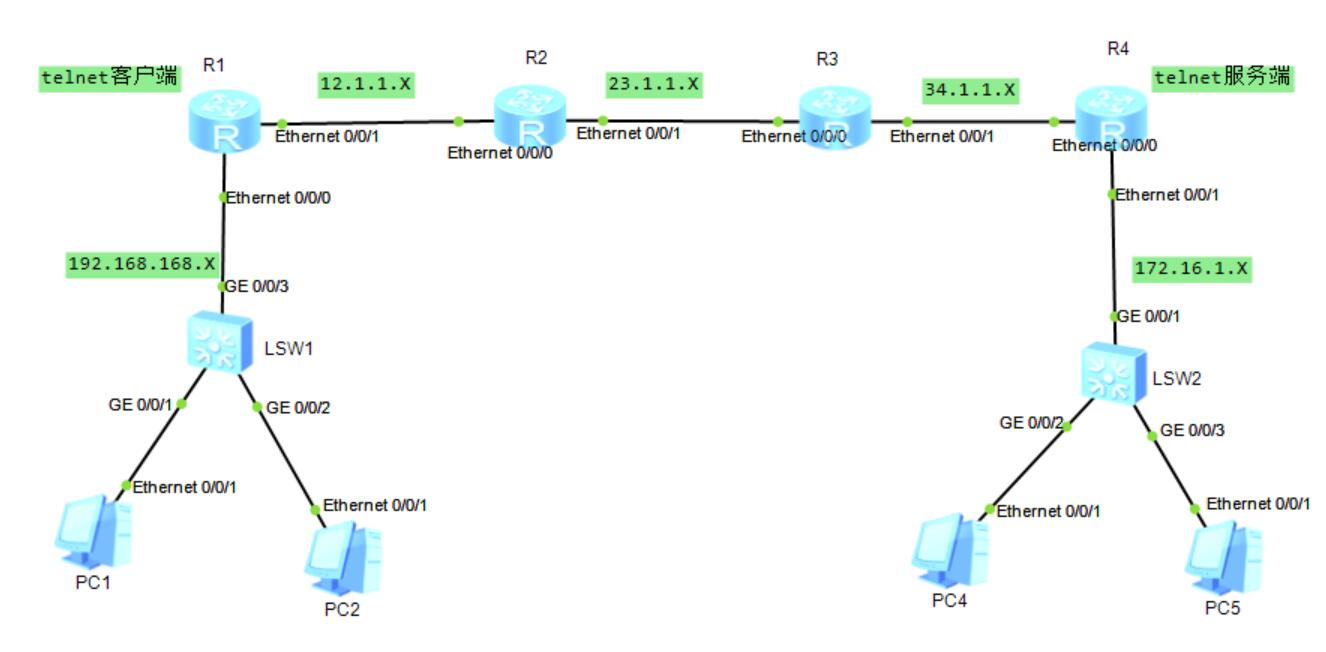 R1
R2
R3
R4
telnet客户端
12.1.1.X
23.1.1.X
34.1.1.X
telnet服务端
R
R
R
R
Ethernet 0/0/1
Ethernet 0/0/0
Ethernet 0/0/1
Ethernet 0/0/0
Ethernet 0/0/1
Ethernet 0/0/0
Ethernet 0/0/0
Ethernet 0/0/1
192.168.168.X
172.16.1.X
GE 0/0/3
GE 0/0/1
LSW1
LSW2
GE 0/0/1
GE 0/0/2
GE 0/0/2
GE 0/0/3
Ethernet 0/0/1
Ethernet 0/0/1
Ethernet 0/0/1
Ethernet 0/0/1
PC1
PC2
PC4
PC5